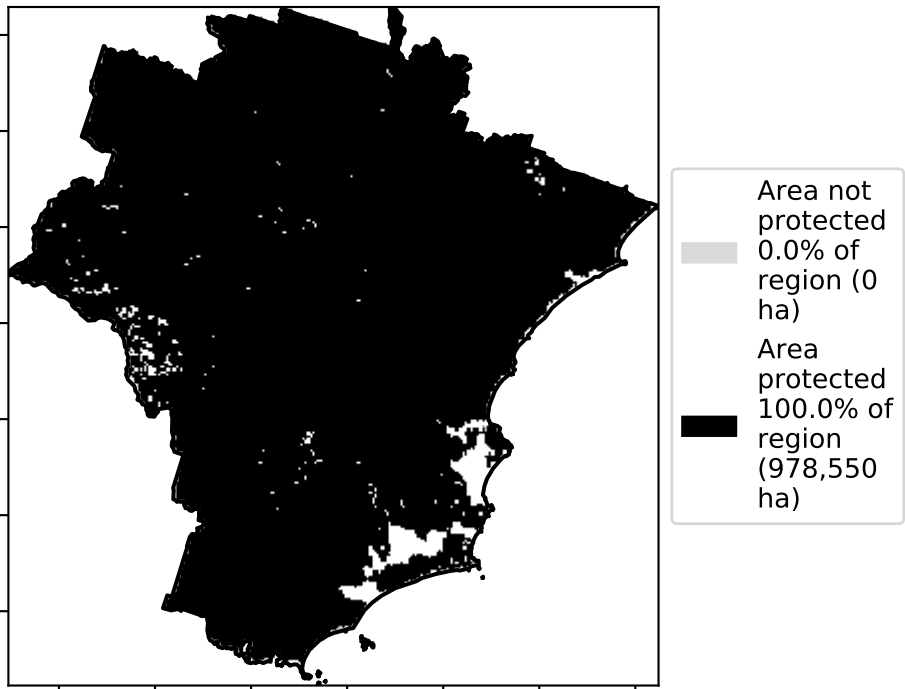 Area not
protected
0.0% of
region (0
ha)
Area
protected
100.0% of
region
(978,550
ha)